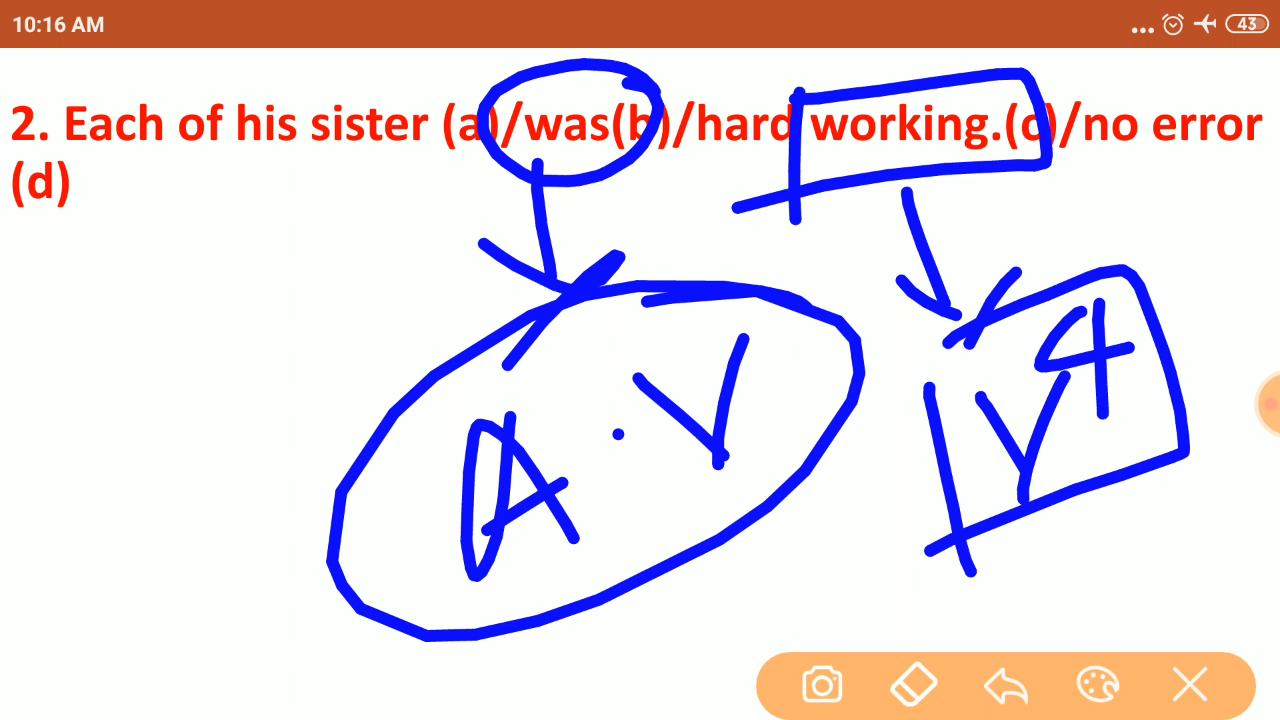 10:16 AM
43
2. Each of his sister (a)/was(b)/hard working.(c)/no error
(d)
A . V
V4